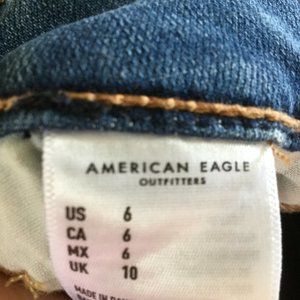 AMERICAN EAGLE
OUTFITTERS
US 6
CA 6
MX 6
UK 10
MADE IN